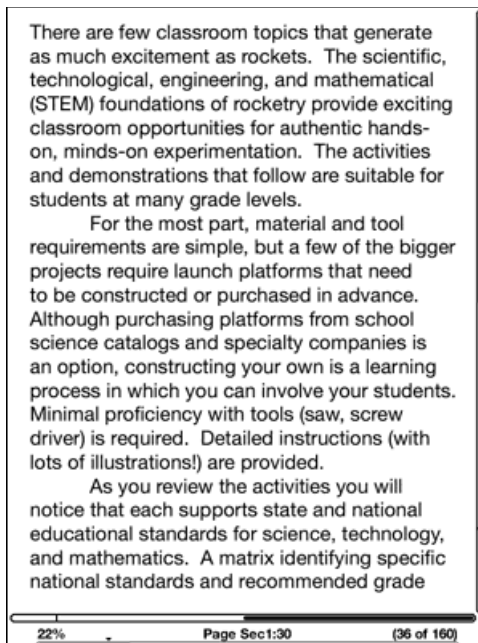 There are few classroom topics that generate
as much excitement as rockets.  The scientific,
technological, engineering, and mathematical
(STEM) foundations of rocketry provide exciting
classroom opportunities for authentic hands-
on, minds-on experimentation.  The activities
and demonstrations that follow are suitable for
students at many grade levels.
For the most part, material and tool
requirements are simple, but a few of the bigger
projects require launch platforms that need
to be constructed or purchased in advance.
Although purchasing platforms from school
science catalogs and specialty companies is
an option, constructing your own is a learning
process in which you can involve your students.
Minimal proficiency with tools (saw, screw
driver) is required.  Detailed instructions (with
lots of illustrations!) are provided.
As you review the activities you will
notice that each supports state and national
educational standards for science, technology,
and mathematics.  A matrix identifying specific
national standards and recommended grade
22% Page Sec1:30 (36 of 160)